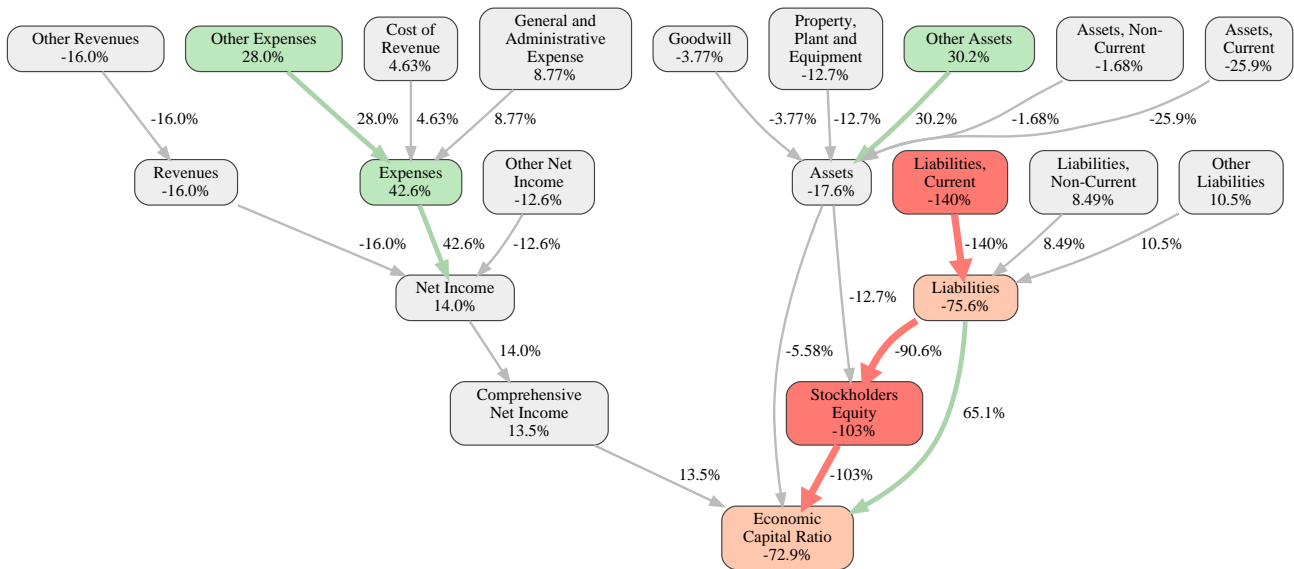 Other Revenues
-16.0%
Other Expenses
28.0%
Cost of
Revenue
4.63%
General and
Administrative
Expense
8.77%
Goodwill
-3.77%
Property,
Plant and
Equipment
-12.7%
Other Assets
30.2%
Assets, Non-
Current
-1.68%
Assets,
Current
-25.9%
-16.0%
28.0%
4.63%
8.77%
-3.77%
-12.7%
30.2%
-1.68%
-25.9%
Revenues
-16.0%
Expenses
42.6%
Other Net
Income
-12.6%
Assets
-17.6%
Liabilities,
Current
-140%
Liabilities,
Non-Current
8.49%
Other
Liabilities
10.5%
-16.0%
42.6%
-12.6%
-140%
8.49%
10.5%
Net Income
14.0%
-12.7%
Liabilities
-75.6%
14.0%
-5.58%
-90.6%
Comprehensive
Net Income
13.5%
Stockholders
Equity
-103%
65.1%
13.5%
-103%
Economic
Capital Ratio
-72.9%